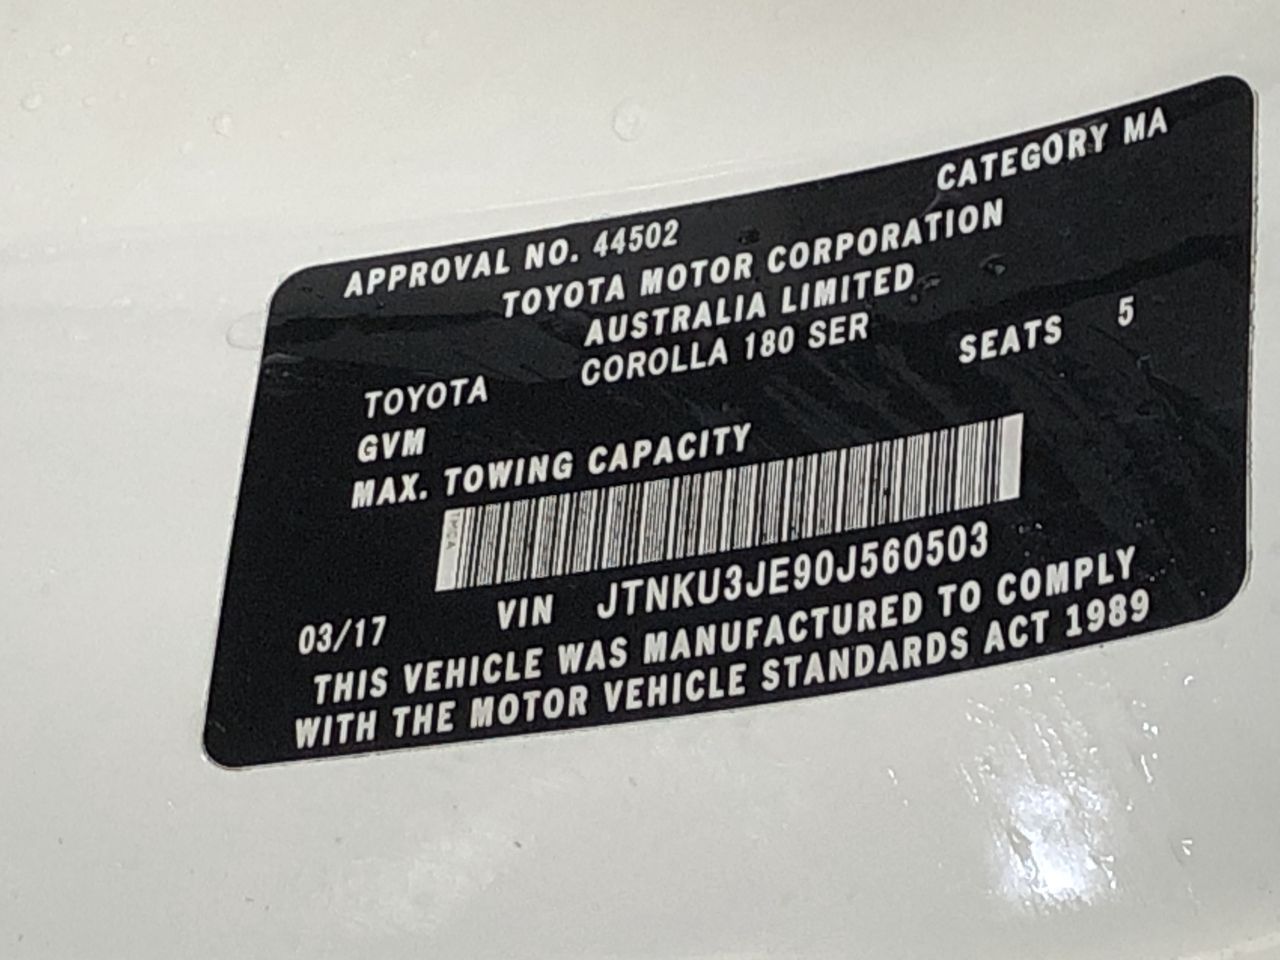 APPROVAL NO. 44502 CATEGORY MA
TOYOTA MOTOR CORPORATION
AUSTRALIA LIMITED
TOYOTA COROLLA 180 SER SEATS 5
GVM
MAX. TOWING CAPACITY
03/17 VIN JTNKU3JE90J560503
THIS VEHICLE WAS MANUFACTURED TO COMPLY
WITH THE MOTOR VEHICLE STANDARDS ACT 1989